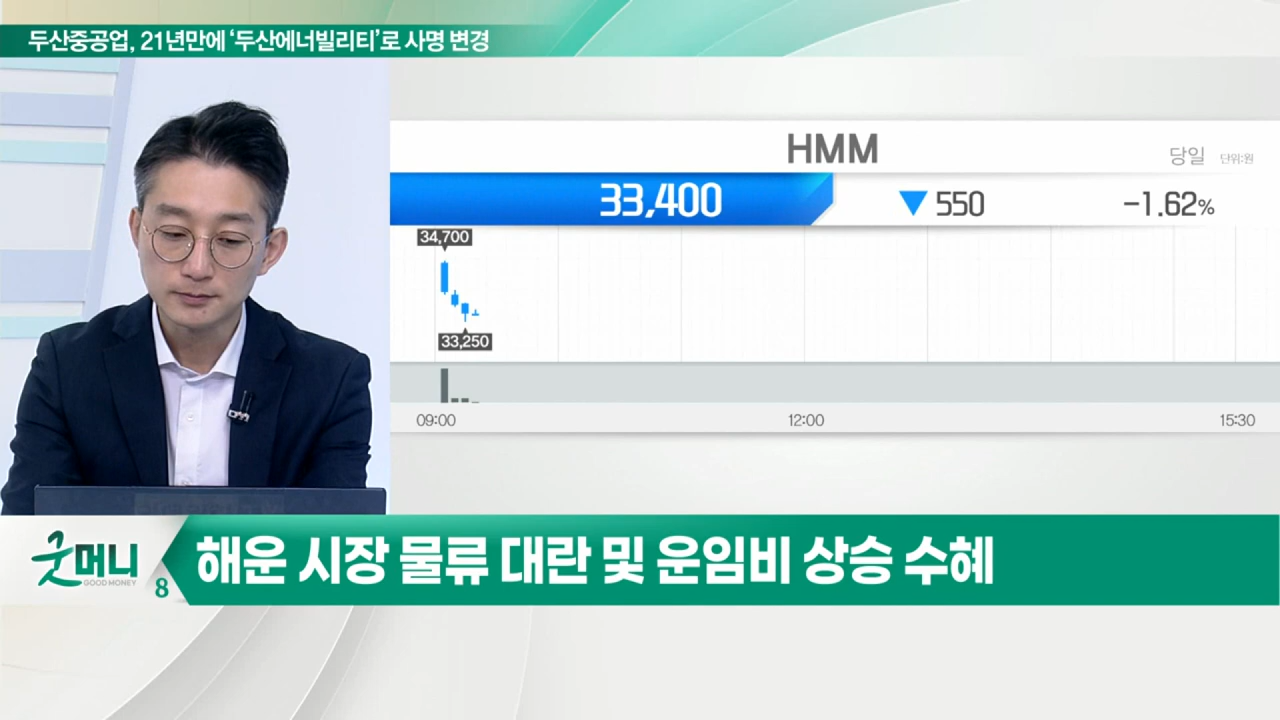 두산중공업, 21년만에 ‘두산에너빌리티’로 사명 변경
HMM
당일 단위:원
33,400 ▼ 550 -1.62%
34,700
33,250
09:00 12:00 15:30
굿머니
GOOD MONEY
8
해운 시장 물류 대란 및 운임비 상승 수혜